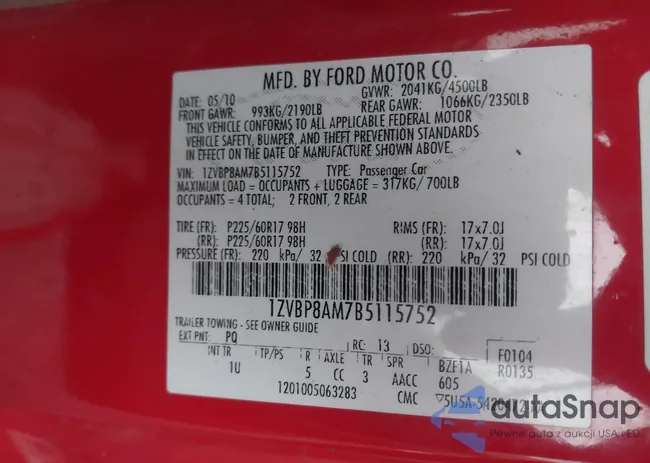 MFD. BY FORD MOTOR CO.
DATE: 05/10 GVWR: 2041KG/4500LB
FRONT GAWR: 993KG/2190LB REAR GAWR: 1066KG/2350LB
THIS VEHICLE CONFORMS TO ALL APPLICABLE FEDERAL MOTOR
VEHICLE SAFETY, BUMPER, AND THEFT PREVENTION STANDARDS
IN EFFECT ON THE DATE OF MANUFACTURE SHOWN ABOVE.
VIN: 1ZVBP8AM7B5115752 TYPE: Passenger Car
MAXIMUM LOAD = OCCUPANTS + LUGGAGE = 317KG/700LB
OCCUPANTS = 4 TOTAL; 2 FRONT, 2 REAR
TIRE (FR): P225/60R17 98H RIMS (FR): 17x7.0J
(RR): P225/60R17 98H (RR): 17x7.0J
PRESSURE (FR): 220 kPa/ 32 PSI COLD (RR): 220 kPa/ 32 PSI COLD
1ZVBP8AM7B5115752
TRAILER TOWING - SEE OWNER GUIDE
EXT PNT: PQ RC: 13 DSO: F0104
INT TR TP/PS R AXLE TR SPR BZF1A R0135
1U 5 CC 3 AACC 605
1201005063283 CMC
autoSnap
Pewne auta z aukcji USA i EU